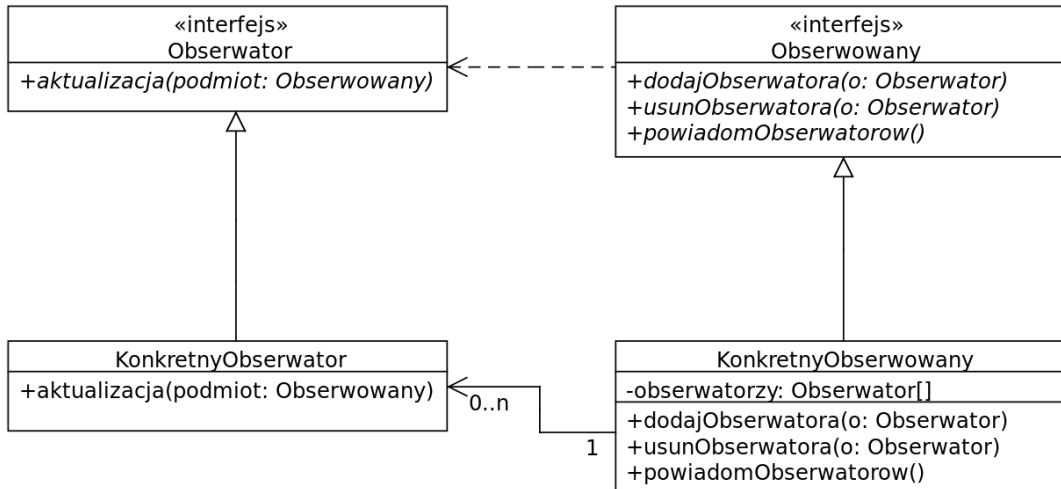 «interfejs»
Obserwator
+aktualizacja(podmiot: Obserwowany)
«interfejs»
Obserwowany
+dodajObserwatora(o: Obserwator)
+usunObserwatora(o: Obserwator)
+powiadomObserwatorow()
KonkretnyObserwator
+aktualizacja(podmiot: Obserwowany)
0..n
1
KonkretnyObserwowany
-obserwatorzy: Obserwator[]
+dodajObserwatora(o: Obserwator)
+usunObserwatora(o: Obserwator)
+powiadomObserwatorow()